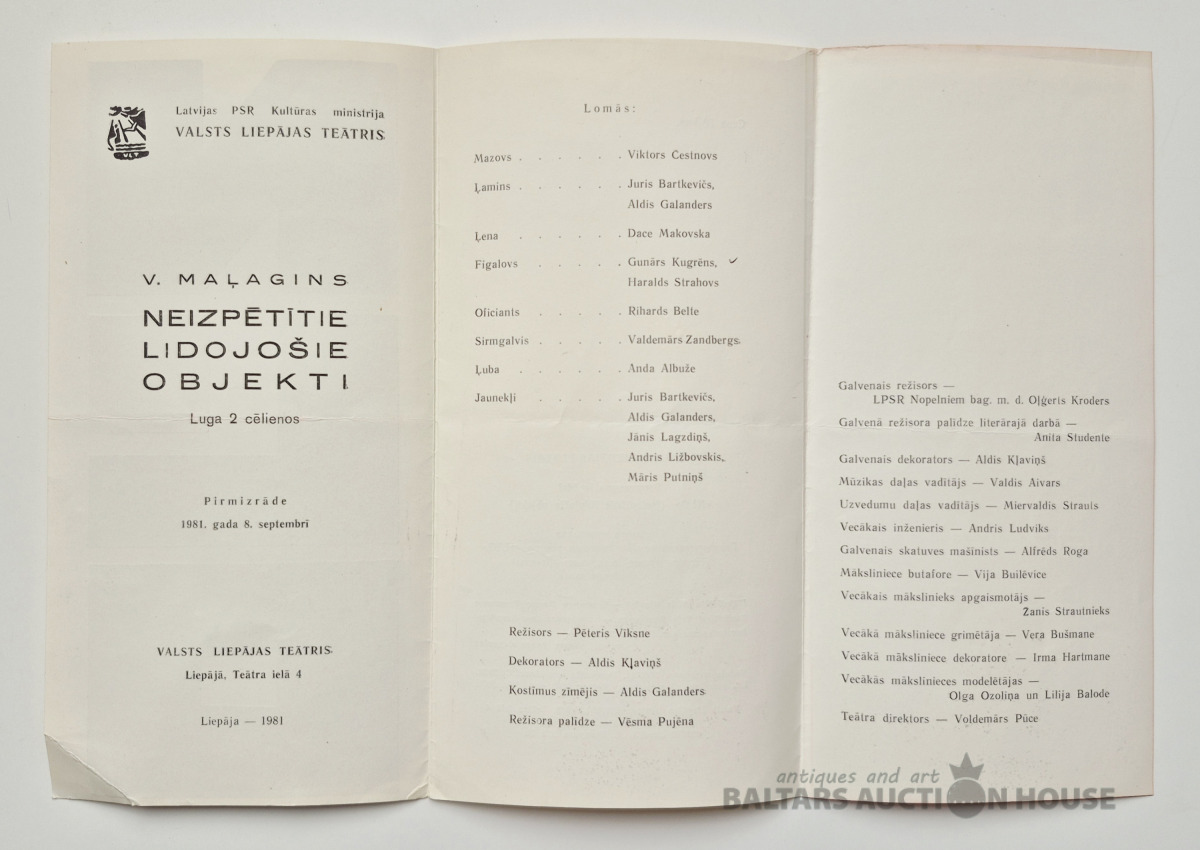 Latvijas PSR Kultūras ministrija
VALSTS LIEPĀJAS TEĀTRIS
VLT
V. MAĻAGINS
NEIZPĒTĪTIE
LIDOJOŠIE
OBJEKTI
Luga 2 cēlienos
Pirmizrāde
1981. gada 8. septembrī
VALSTS LIEPĀJAS TEĀTRIS
Liepājā, Teātra ielā 4
Liepāja — 1981
Lomās:
Mazovs . . . . . . Viktors Čestnovs
Ļamins . . . . . . Juris Bartkevičs,
Aldis Galanders
Ļena . . . . . . Dace Makovska
Figalovs . . . . . Gunārs Kugrēns,
Haralds Strahovs
Oficiants . . . . . Rihards Belte
Sirmgalvis . . . . . Valdemārs Zandbergs
Ļuba . . . . . . Anda Albuže
Jaunekļi . . . . . Juris Bartkevičs,
Aldis Galanders,
Jānis Lagzdiņš,
Andris Ližbovskis,
Māris Putniņš
Režisors — Pēteris Vīksne
Dekorators — Aldis Kļaviņš
Kostīmus zīmējis — Aldis Galanders
Režisora palīdze — Vēsma Pujēna
Galvenais režisors —
LPSR Nopelniem bag. m. d. Oļģerts Kroders
Galvenā režisora palīdze literārajā darbā —
Anita Studente
Galvenais dekorators — Aldis Kļaviņš
Mūzikas daļas vadītājs — Valdis Aivars
Uzvedumu daļas vadītājs — Miervaldis Strauts
Vecākais inženieris — Andris Ludviks
Galvenais skatuves mašīnists — Alfrēds Roga
Māksliniece butafore — Vija Builēvice
Vecākais mākslinieks apgaismotājs —
Žanis Strautnieks
Vecākā māksliniece grimētāja — Vera Bušmane
Vecākā māksliniece dekoratore — Irma Hartmane
Vecākās mākslinieces modelētājas —
Olga Ozoliņa un Lilija Balode
Teātra direktors — Voldemārs Pūce
antiques and art
BALTARS AUCTION HOUSE